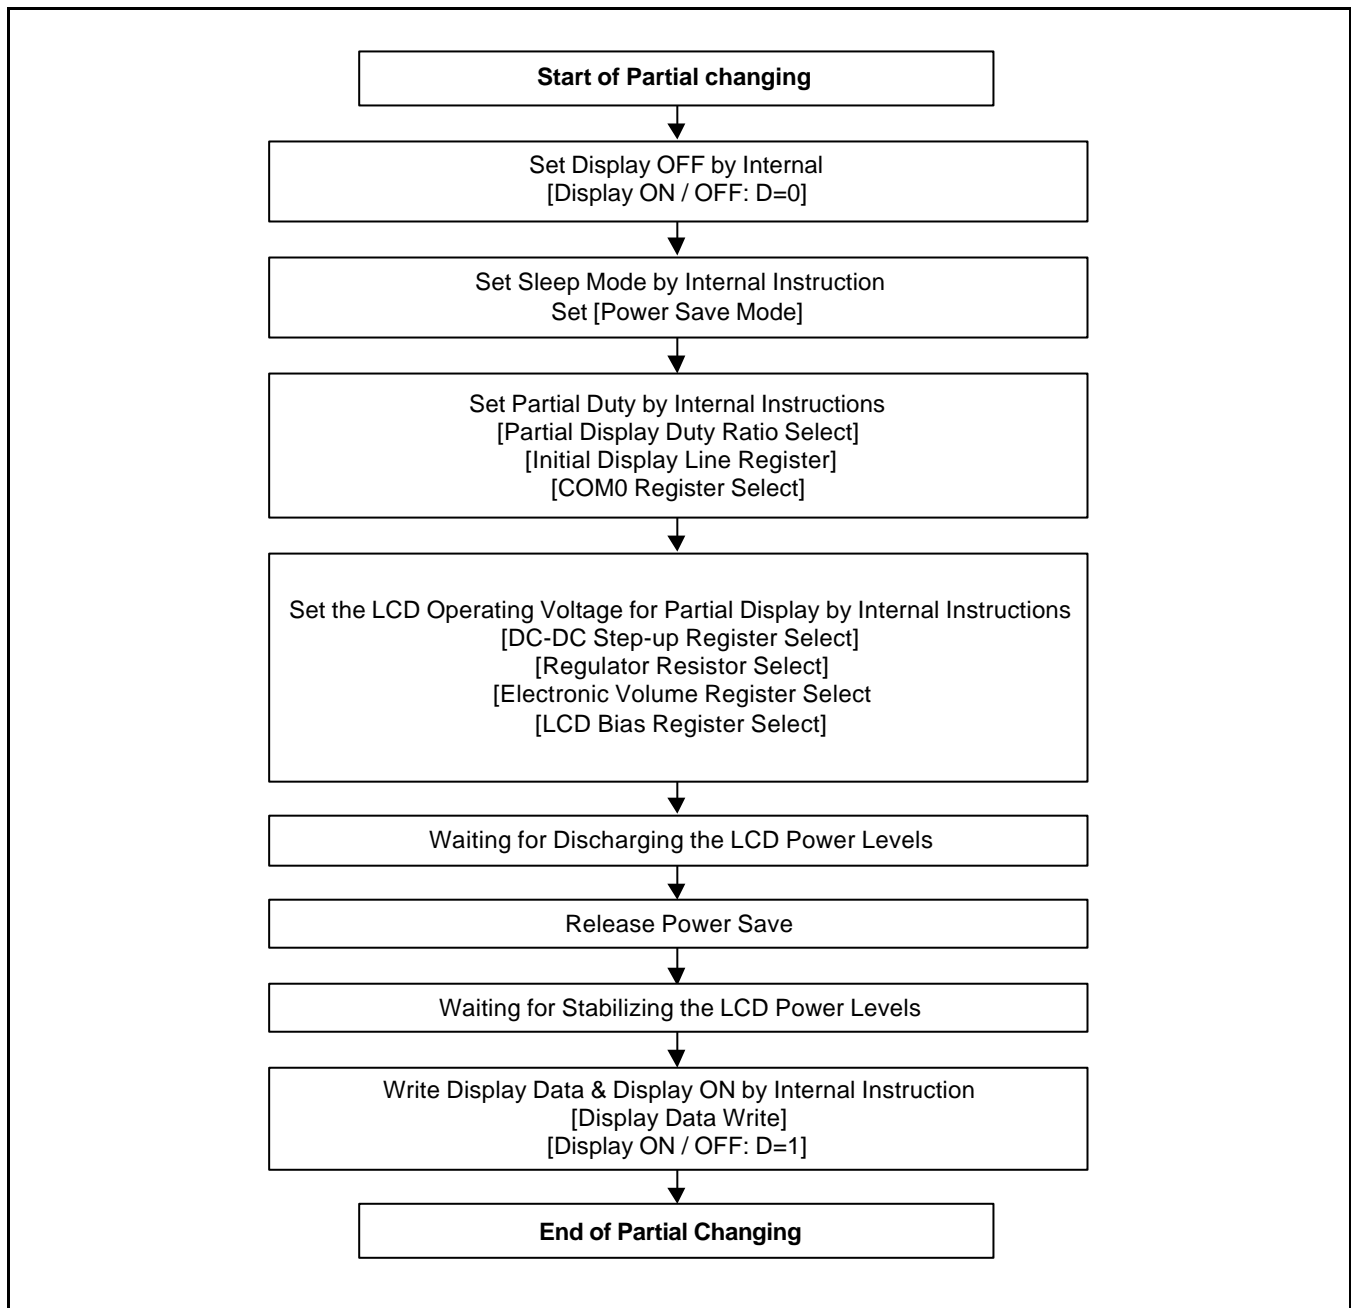 Start of Partial changing
Set Display OFF by Internal
[Display ON / OFF: D=0]
Set Sleep Mode by Internal Instruction
Set [Power Save Mode]
Set Partial Duty by Internal Instructions
[Partial Display Duty Ratio Select]
[Initial Display Line Register]
[COM0 Register Select]
Set the LCD Operating Voltage for Partial Display by Internal Instructions
[DC-DC Step-up Register Select]
[Regulator Resistor Select]
[Electronic Volume Register Select
[LCD Bias Register Select]
Waiting for Discharging the LCD Power Levels
Release Power Save
Waiting for Stabilizing the LCD Power Levels
Write Display Data & Display ON by Internal Instruction
[Display Data Write]
[Display ON / OFF: D=1]
End of Partial Changing